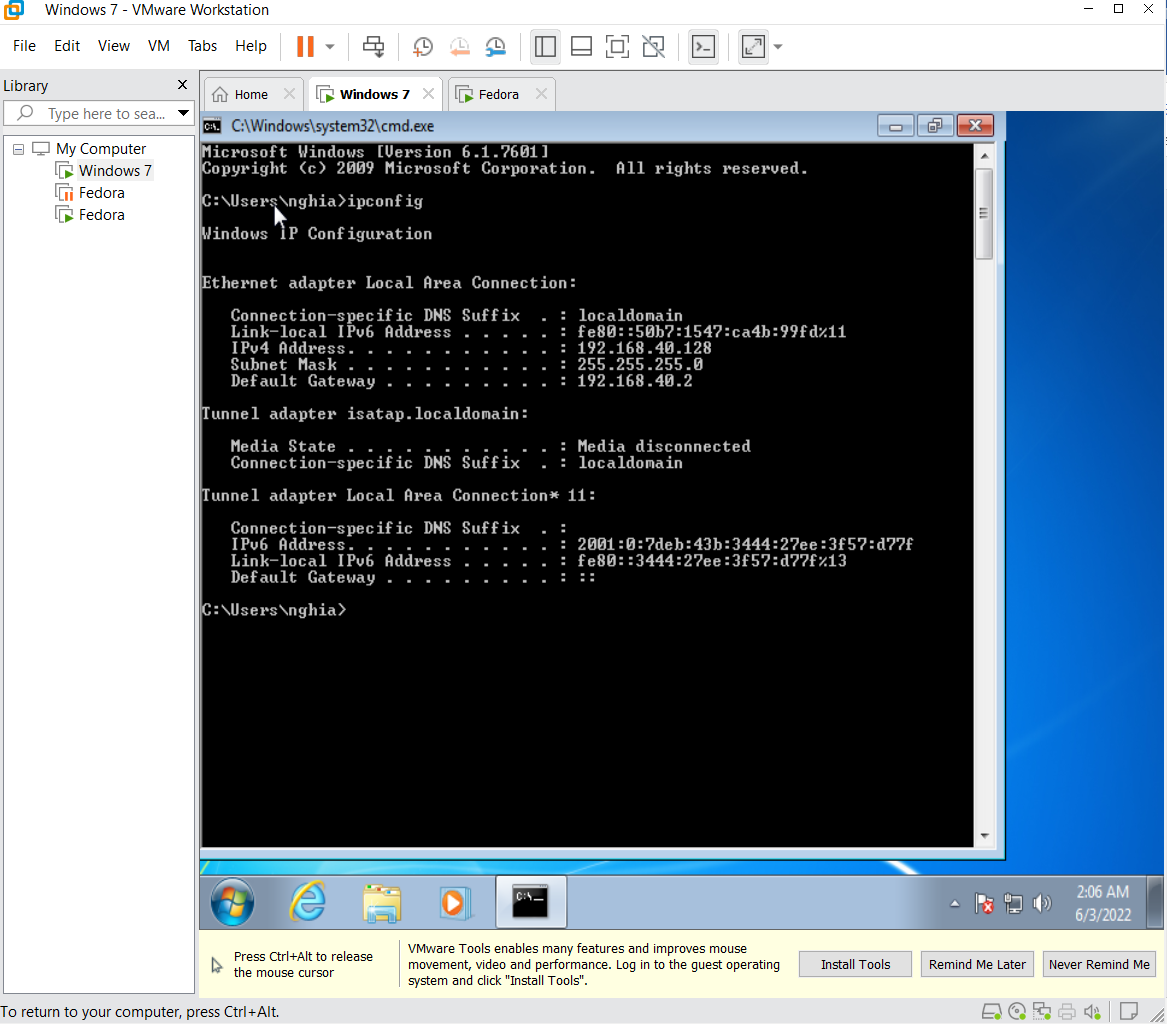 Windows 7 - VMware Workstation
File Edit View VM Tabs Help
Library
Type here to sea...
My Computer
Windows 7
Fedora
Fedora
Home
Windows 7
Fedora
C:\Windows\system32\cmd.exe
Microsoft Windows [Version 6.1.7601]
Copyright (c) 2009 Microsoft Corporation.  All rights reserved.
C:\Users\nghia>ipconfig
Windows IP Configuration
Ethernet adapter Local Area Connection:
Connection-specific DNS Suffix  . : localdomain
Link-local IPv6 Address . . . . . : fe80::50b7:1547:ca4b:99fd%11
IPv4 Address. . . . . . . . . . . : 192.168.40.128
Subnet Mask . . . . . . . . . . . : 255.255.255.0
Default Gateway . . . . . . . . . : 192.168.40.2
Tunnel adapter isatap.localdomain:
Media State . . . . . . . . . . . : Media disconnected
Connection-specific DNS Suffix  . : localdomain
Tunnel adapter Local Area Connection* 11:
Connection-specific DNS Suffix  . :
IPv6 Address. . . . . . . . . . . : 2001:0:7deb:43b:3444:27ee:3f57:d77f
Link-local IPv6 Address . . . . . : fe80::3444:27ee:3f57:d77f%13
Default Gateway . . . . . . . . . : ::
C:\Users\nghia>
2:06 AM
6/3/2022
Press Ctrl+Alt to release
the mouse cursor
VMware Tools enables many features and improves mouse
movement, video and performance. Log in to the guest operating
system and click "Install Tools".
Install Tools
Remind Me Later
Never Remind Me
To return to your computer, press Ctrl+Alt.